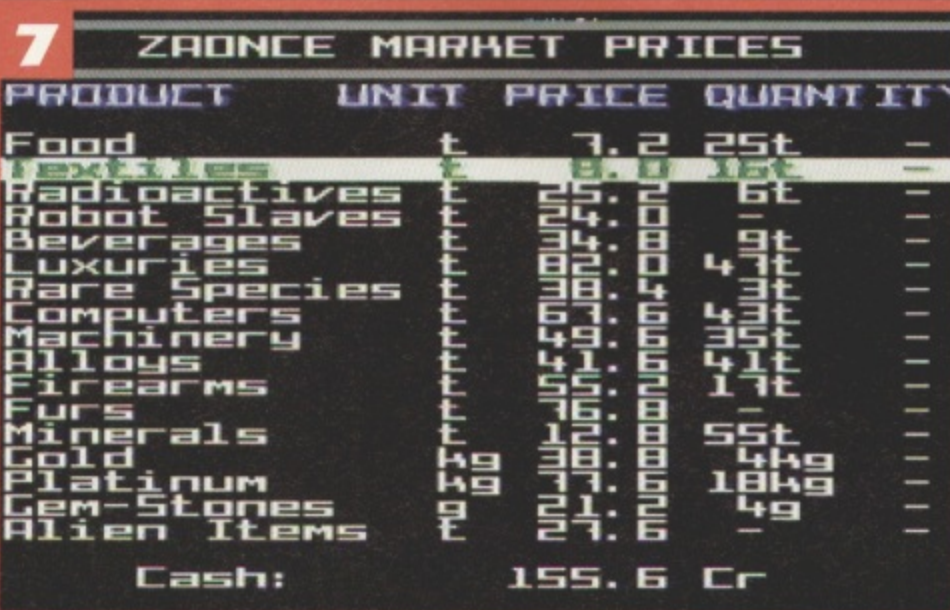 7 ZAONCE MARKET PRICES
PRODUCT UNIT PRICE QUANTITY
Food t 7.2 25t -
Textiles t 8.0 16t -
Radioactives t 25.2 6t -
Robot Slaves t 24.0 - -
Beverages t 34.8 9t -
Luxuries t 82.0 47t -
Rare Species t 38.4 3t -
Computers t 67.6 43t -
Machinery t 49.6 35t -
Alloys t 41.6 41t -
Firearms t 55.2 17t -
Furs t 76.8 - -
Minerals t 12.8 55t -
Gold kg 38.8 4kg -
Platinum kg 77.6 18kg -
Gem-Stones g 21.2 4g -
Alien Items t 27.6 - -
Cash: 155.6 Cr